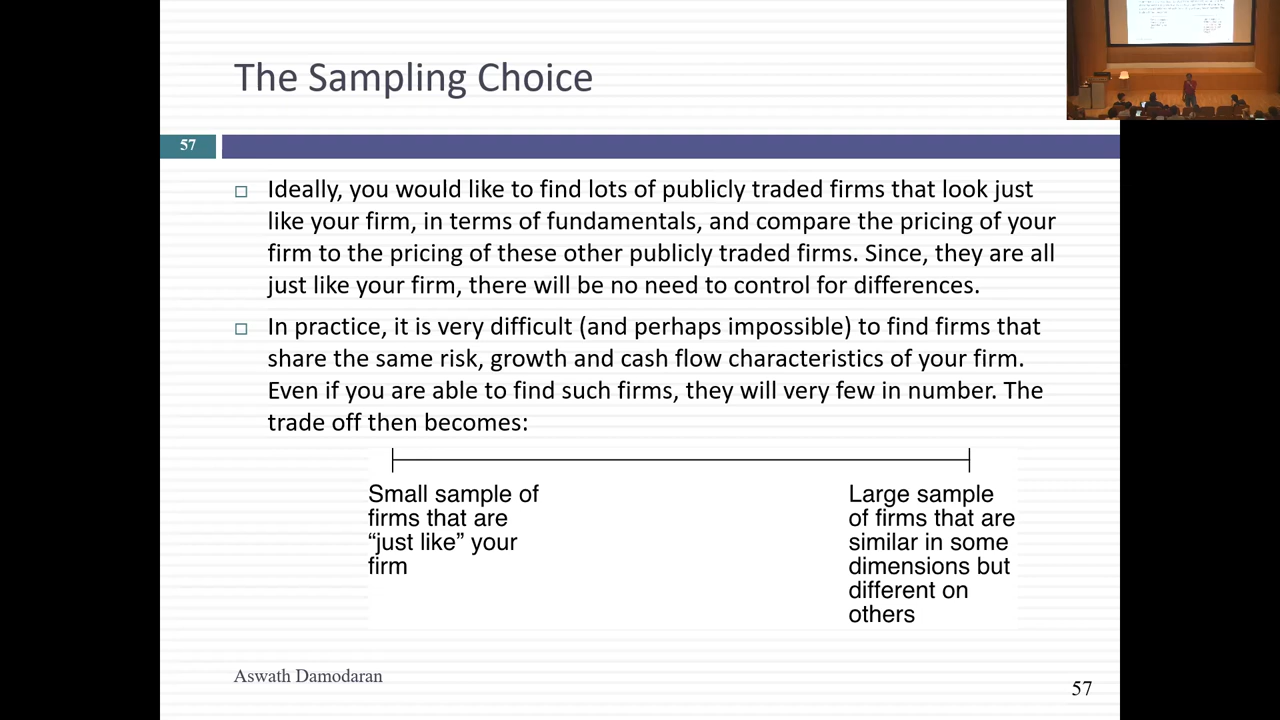 The Sampling Choice
57
□ Ideally, you would like to find lots of publicly traded firms that look just
like your firm, in terms of fundamentals, and compare the pricing of your
firm to the pricing of these other publicly traded firms. Since, they are all
just like your firm, there will be no need to control for differences.
□ In practice, it is very difficult (and perhaps impossible) to find firms that
share the same risk, growth and cash flow characteristics of your firm.
Even if you are able to find such firms, they will very few in number. The
trade off then becomes:
Small sample of
firms that are
“just like” your
firm
Large sample
of firms that are
similar in some
dimensions but
different on
others
Aswath Damodaran
57